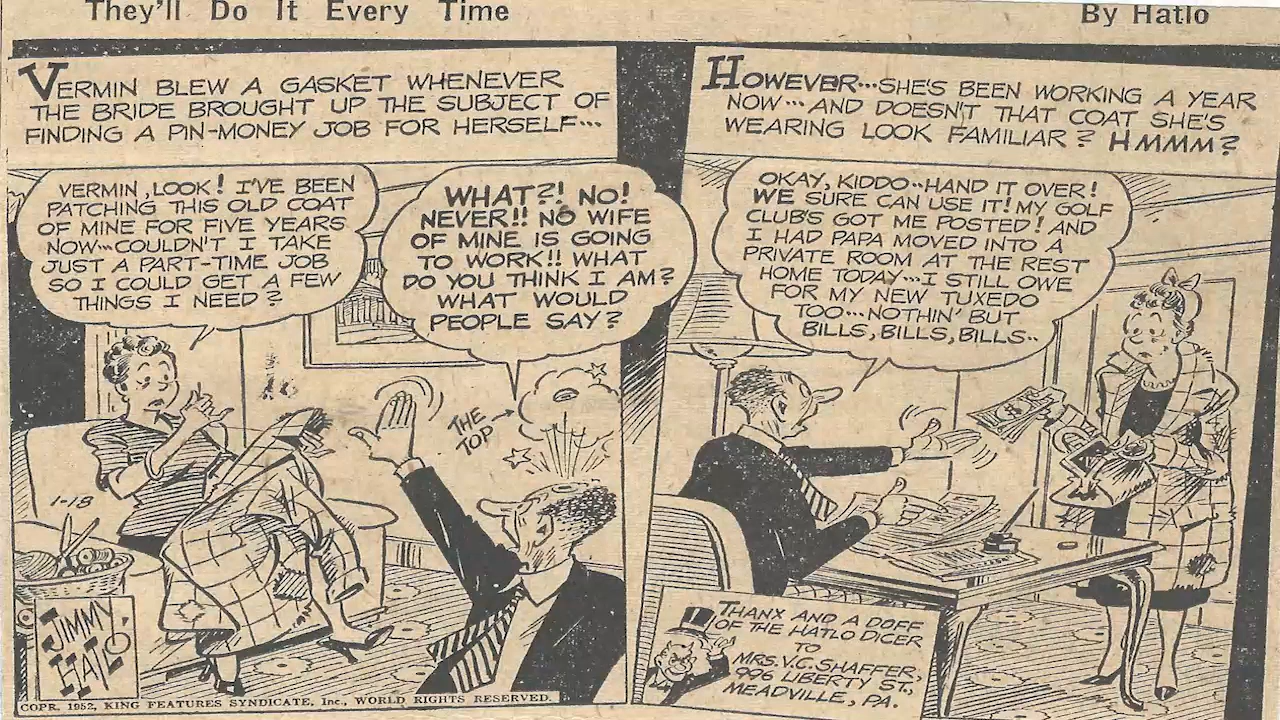 They'll Do It Every Time
By Hatlo
VERMIN BLEW A GASKET WHENEVER
THE BRIDE BROUGHT UP THE SUBJECT OF
FINDING A PIN-MONEY JOB FOR HERSELF...
VERMIN, LOOK! I'VE BEEN
PATCHING THIS OLD COAT
OF MINE FOR FIVE YEARS
NOW...COULDN'T I TAKE
JUST A PART-TIME JOB
SO I COULD GET A FEW
THINGS I NEED?
WHAT?! NO!
NEVER!! NO WIFE
OF MINE IS GOING
TO WORK!! WHAT
DO YOU THINK I AM?
WHAT WOULD
PEOPLE SAY?
THE
TOP
1-18
JIMMY
HATLO
COPR. 1952, KING FEATURES SYNDICATE, Inc., WORLD RIGHTS RESERVED.
HOWEVER...SHE'S BEEN WORKING A YEAR
NOW...AND DOESN'T THAT COAT SHE'S
WEARING LOOK FAMILIAR? HMMM?
OKAY, KIDDO..HAND IT OVER!
WE SURE CAN USE IT! MY GOLF
CLUB'S GOT ME POSTED! AND
I HAD PAPA MOVED INTO A
PRIVATE ROOM AT THE REST
HOME TODAY...I STILL OWE
FOR MY NEW TUXEDO
TOO...NOTHIN' BUT
BILLS, BILLS, BILLS..
THANX AND A DOFF
OF THE HATLO DICER
TO
MRS. V.C. SHAFFER,
996 LIBERTY ST.,
MEADVILLE, PA.